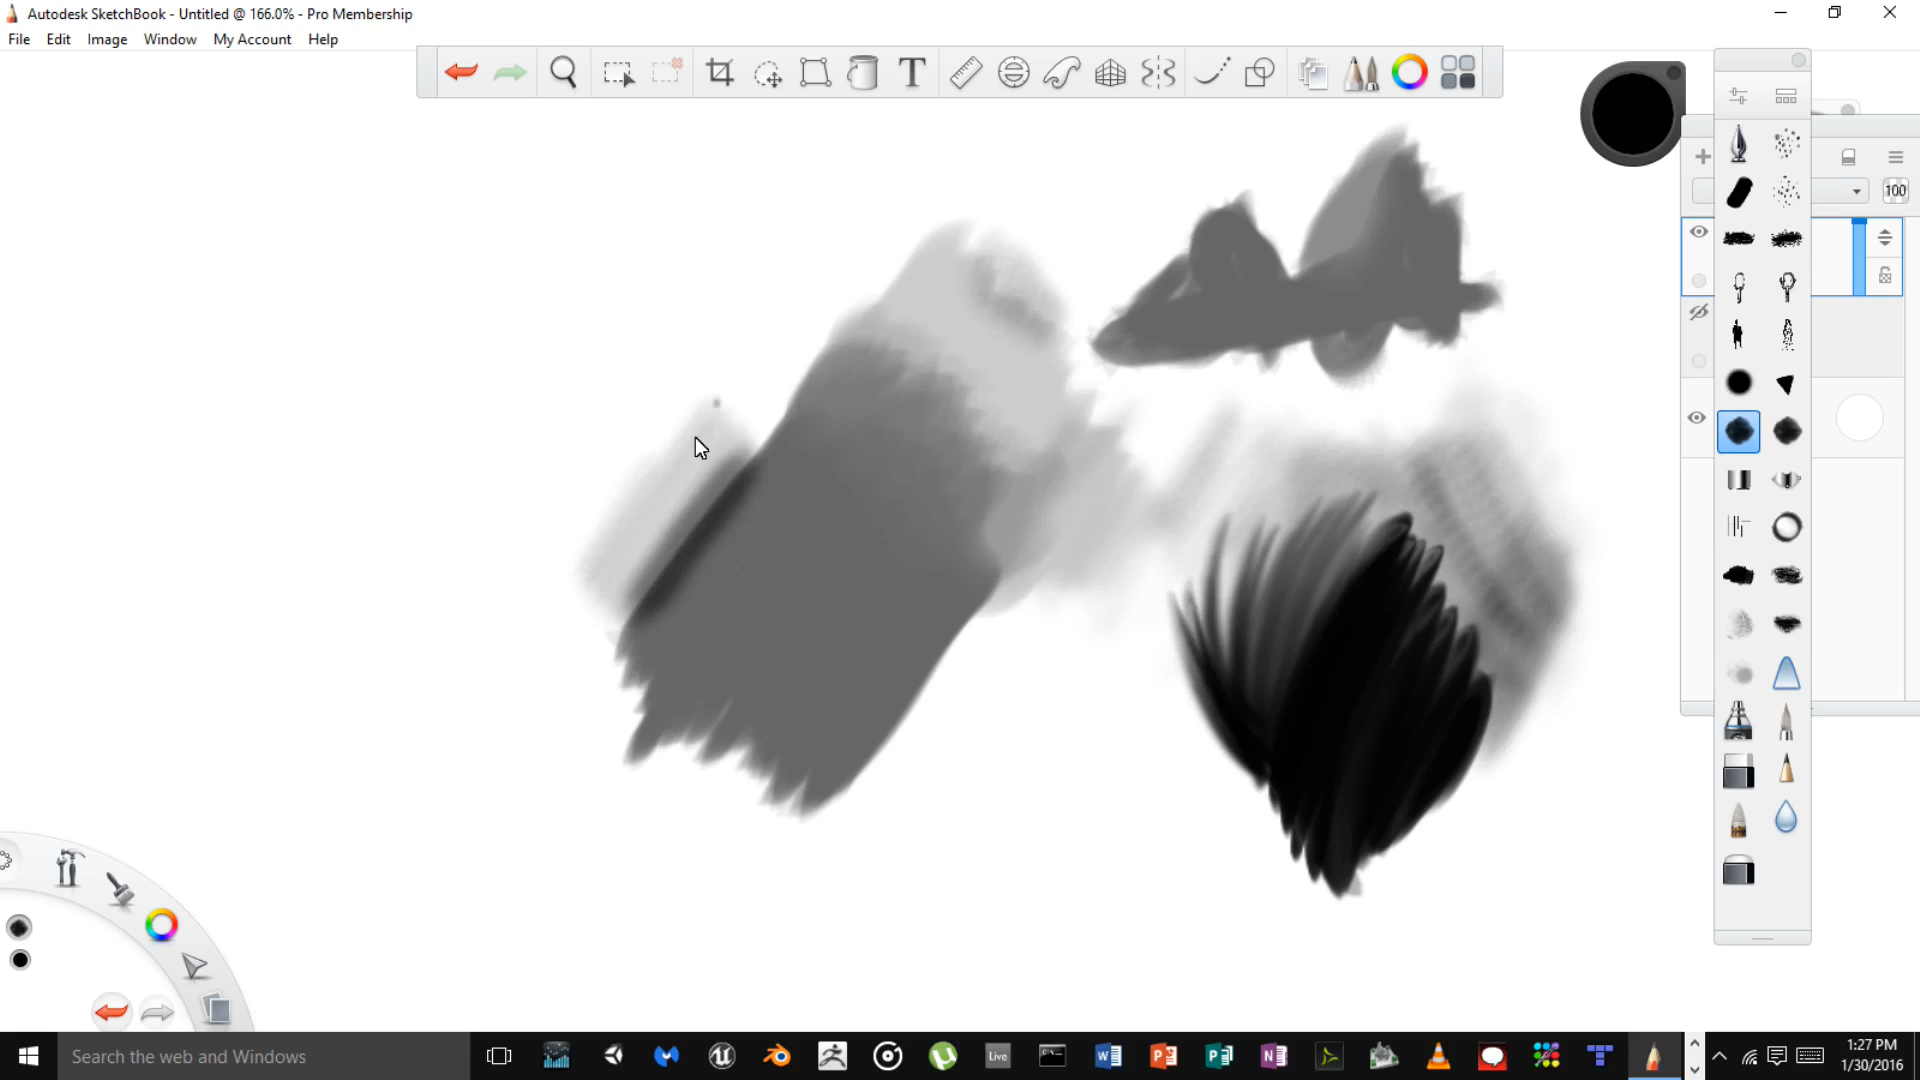 Autodesk SketchBook - Untitled @ 166.0% - Pro Membership
File Edit Image Window My Account Help
T
100
Search the web and Windows
Live
1:27 PM
1/30/2016